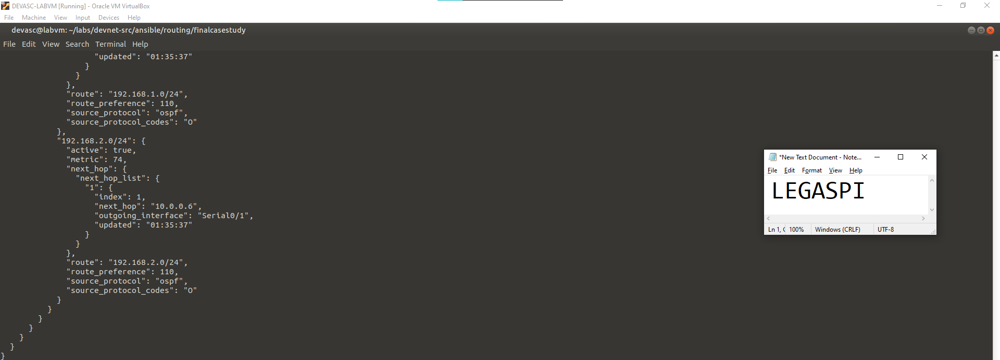 DEVASC-LABVM [Running] - Oracle VM VirtualBox
File Machine View Input Devices Help
devasc@labvm: ~/labs/devnet-src/ansible/routing/finalcasestudy
File Edit View Search Terminal Help
"updated": "01:35:37"
}
}
},
"route": "192.168.1.0/24",
"route_preference": 110,
"source_protocol": "ospf",
"source_protocol_codes": "O"
},
"192.168.2.0/24": {
"active": true,
"metric": 74,
"next_hop": {
"next_hop_list": {
"1": {
"index": 1,
"next_hop": "10.0.0.6",
"outgoing_interface": "Serial0/1",
"updated": "01:35:37"
}
}
},
"route": "192.168.2.0/24",
"route_preference": 110,
"source_protocol": "ospf",
"source_protocol_codes": "O"
}
}
}
}
}
}
}
*New Text Document - Note...
File Edit Format View Help
LEGASPI
Ln 1, C 100% Windows (CRLF) UTF-8